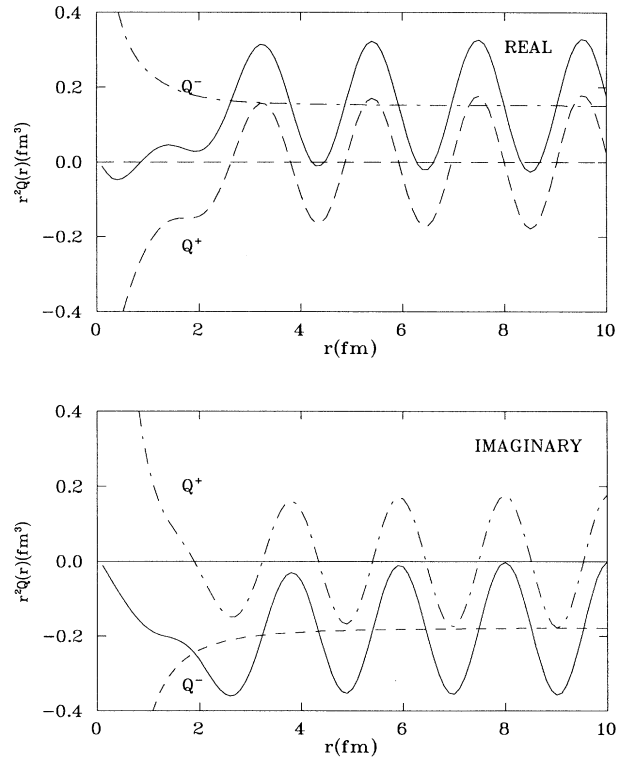 0.4
REAL
Q⁻
0.2
r²Q(r)(fm³)
0.0
-0.2
Q⁺
-0.4
0 2 4 6 8 10
r(fm)
0.4
IMAGINARY
Q⁺
0.2
r²Q(r)(fm³)
0.0
-0.2
Q⁻
-0.4
0 2 4 6 8 10
r(fm)